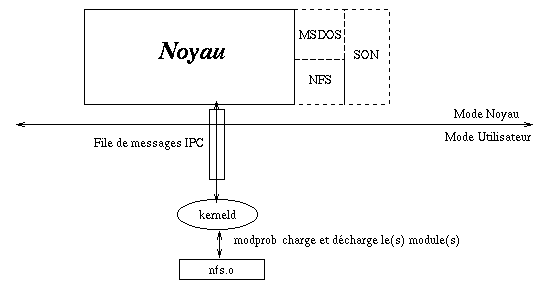 Noyau
MSDOS
SON
NFS
Mode Noyau
Mode Utilisateur
File de messages IPC
kerneld
modprob charge et décharge le(s) module(s)
nfs.o